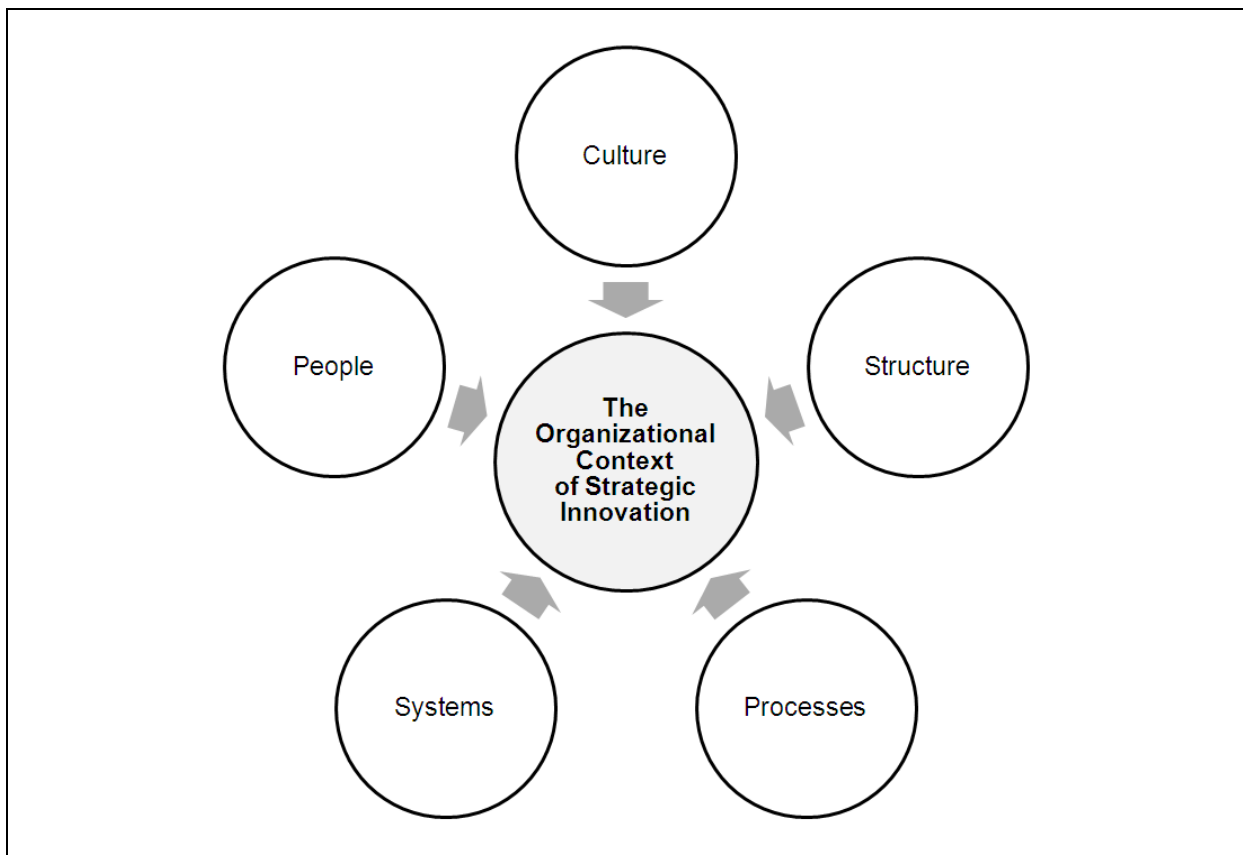 Culture
People
Structure
The
Organizational
Context
of Strategic
Innovation
Systems
Processes